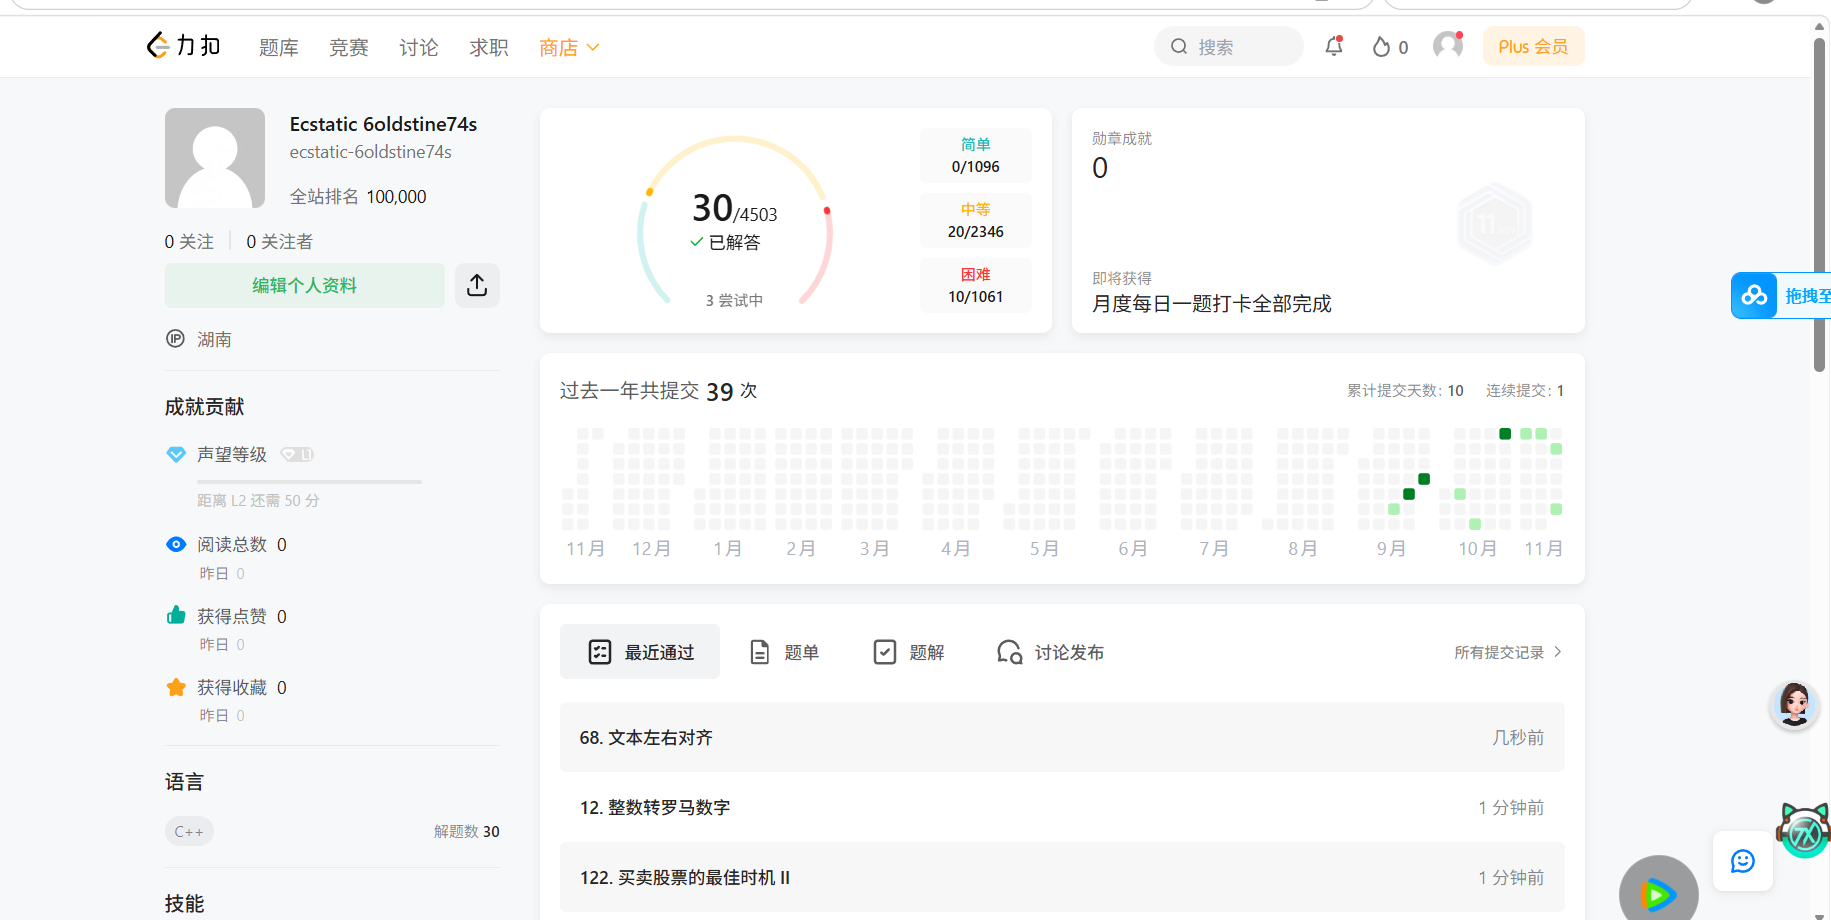 力扣 题库 竞赛 讨论 求职 商店 搜索 0 Plus 会员
Ecstatic 6oldstine74s
ecstatic-6oldstine74s
全站排名 100,000
0 关注 0 关注者
编辑个人资料
湖南
成就贡献
声望等级 L1
距离 L2 还需 50 分
阅读总数 0
昨日 0
获得点赞 0
昨日 0
获得收藏 0
昨日 0
语言
C++ 解题数 30
技能
30/4503
已解答
3 尝试中
简单
0/1096
中等
20/2346
困难
10/1061
勋章成就
0
即将获得
月度每日一题打卡全部完成
过去一年共提交 39 次 累计提交天数: 10 连续提交: 1
11月 12月 1月 2月 3月 4月 5月 6月 7月 8月 9月 10月 11月
最近通过 题单 题解 讨论发布 所有提交记录
68. 文本左右对齐 几秒前
12. 整数转罗马数字 1 分钟前
122. 买卖股票的最佳时机 II 1 分钟前
拖拽至